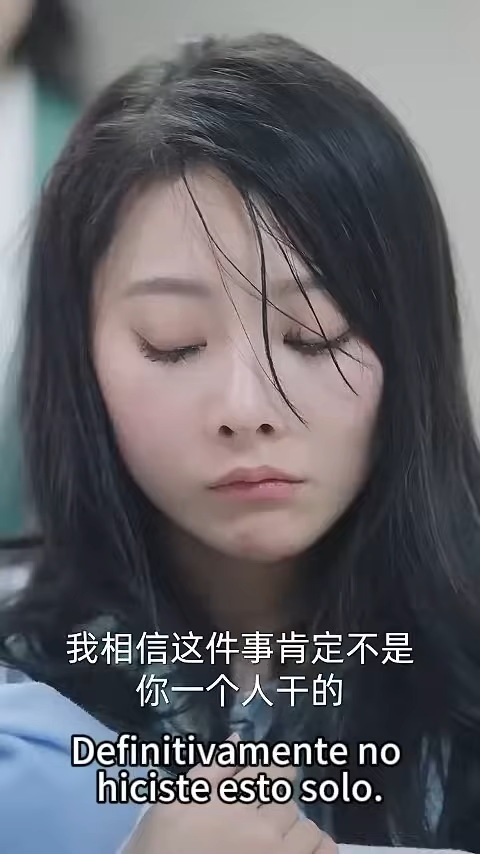 我相信这件事肯定不是
你一个人干的
Definitivamente no
hiciste esto solo.